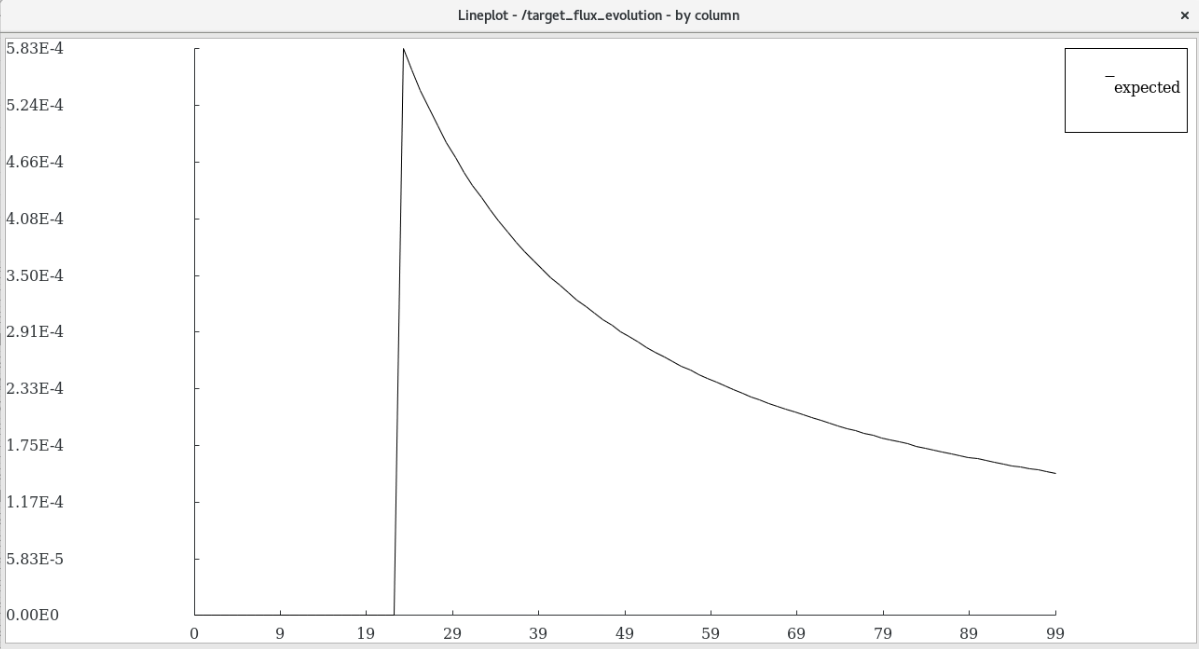 Lineplot - /target_flux_evolution - by column
×
5.83E-4
expected
5.24E-4
4.66E-4
4.08E-4
3.50E-4
2.91E-4
2.33E-4
1.75E-4
1.17E-4
5.83E-5
0.00E0
0 9 19 29 39 49 59 69 79 89 99